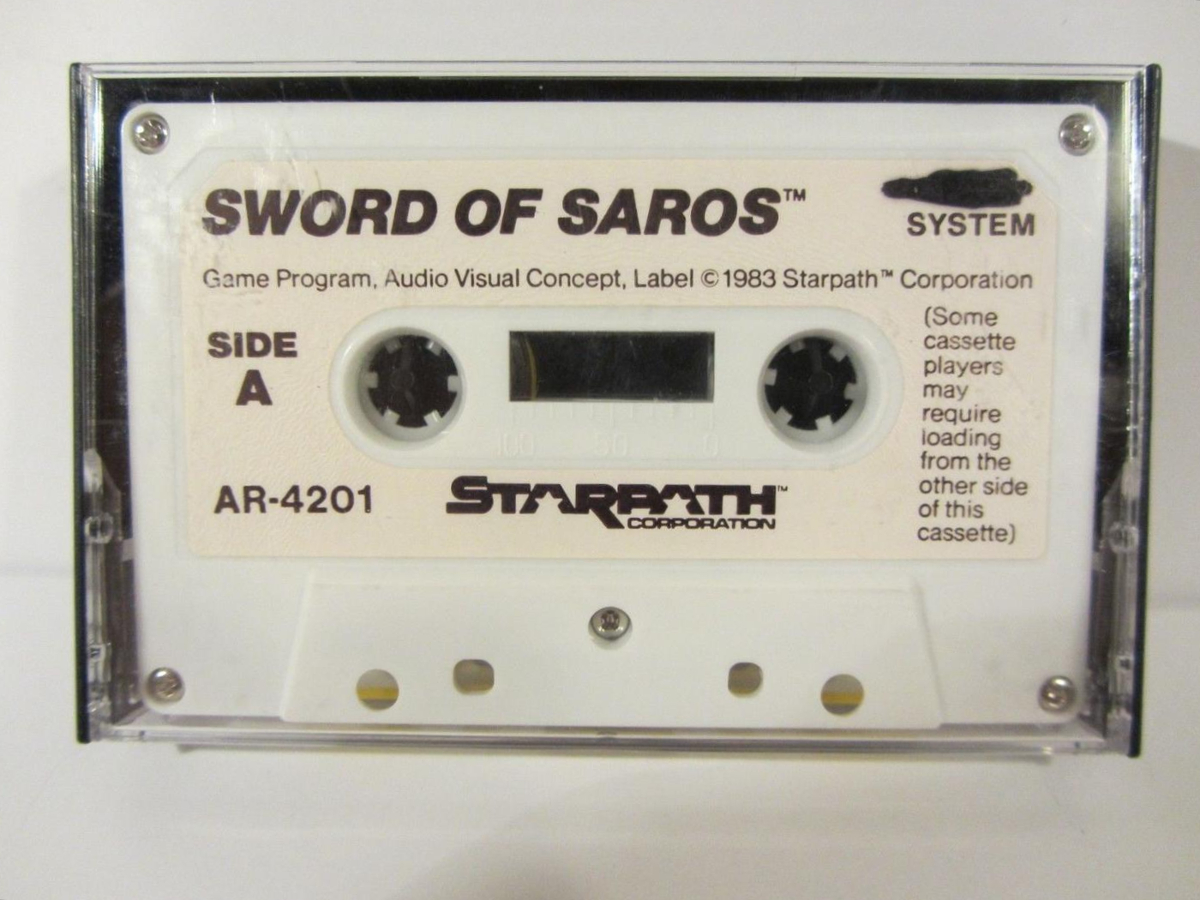 SWORD OF SAROS™
SYSTEM
Game Program, Audio Visual Concept, Label ©1983 Starpath™ Corporation
SIDE
A
(Some
cassette
players
may
require
loading
from the
other side
of this
cassette)
100 50 0
AR-4201
STARPATH™
CORPORATION